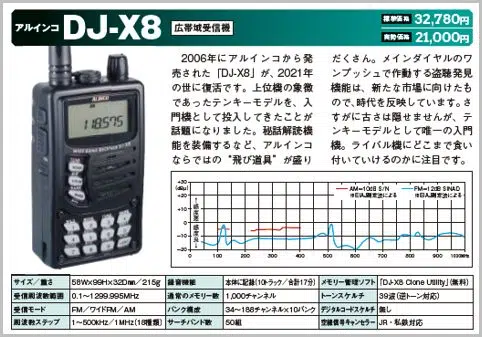 アルインコ DJ-X8 広帯域受信機
標準価格 32,780円
実勢価格 21,000円
ALINCO
118.575
2006年にアルインコから発
売された「DJ-X8」が、2021年
の世に復活です。上位機の象徴
であったテンキーモデルを、入
門機として投入してきたことが
話題になりました。秘話解読機
能を装備するなど、アルインコ
ならではの“飛び道具”が盛り
だくさん。メインダイヤルのワ
ンプッシュで作動する盗聴発見
機能は、新たな市場に向けたも
ので、時代を反映しています。さ
すがに古さは隠せませんが、テ
ンキーモデルとして唯一の入門
機。ライバル機にどこまで食い
付いていけるのかに注目です。
AM=10dB S/N
FM=12dB SINAD
サイズ／重さ 58W×99H×32Dmm／215g 録音機能 本体に記録(10トラック／合計17分) メモリー管理ソフト 「DJ-X8 Clone Utility」(無料)
受信周波数範囲 0.1〜1299.995MHz 通常のメモリー数 1,000チャンネル トーンスケルチ 39波(逆トーン対応)
受信モード FM／ワイドFM／AM バンク構成 34〜188チャンネル×10バンク デジタルコードスケルチ 無し
周波数ステップ 1〜500kHz／1MHz(18種類) サーチバンド数 50組 空線信号キャンセラー JR・私鉄対応